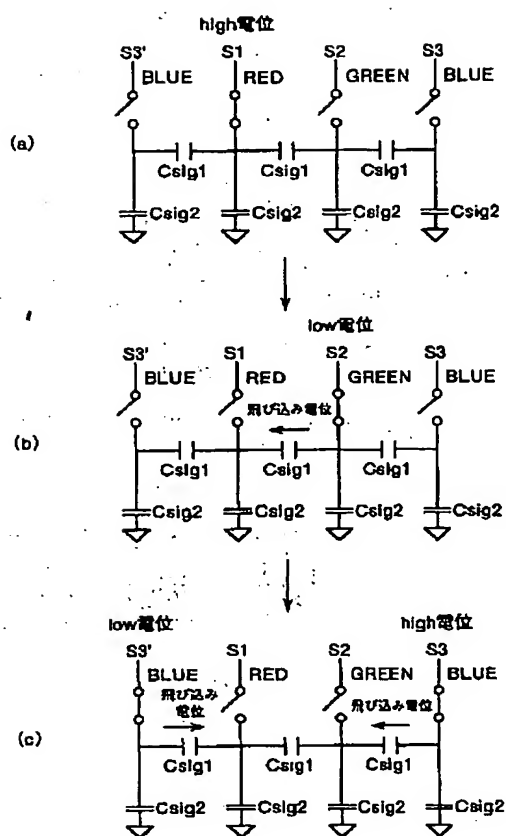 high電位
S3' S1 S2 S3
BLUE RED GREEN BLUE
(a)
Csig1 Csig1 Csig1
Csig2 Csig2 Csig2 Csig2
low電位
S3' S1 S2 S3
BLUE RED GREEN BLUE
飛び込み電位
(b)
Csig1 Csig1 Csig1
Csig2 Csig2 Csig2 Csig2
low電位 high電位
S3' S1 S2 S3
BLUE RED GREEN BLUE
飛び込み 飛び込み電位
電位
(c)
Csig1 Csig1 Csig1
Csig2 Csig2 Csig2 Csig2